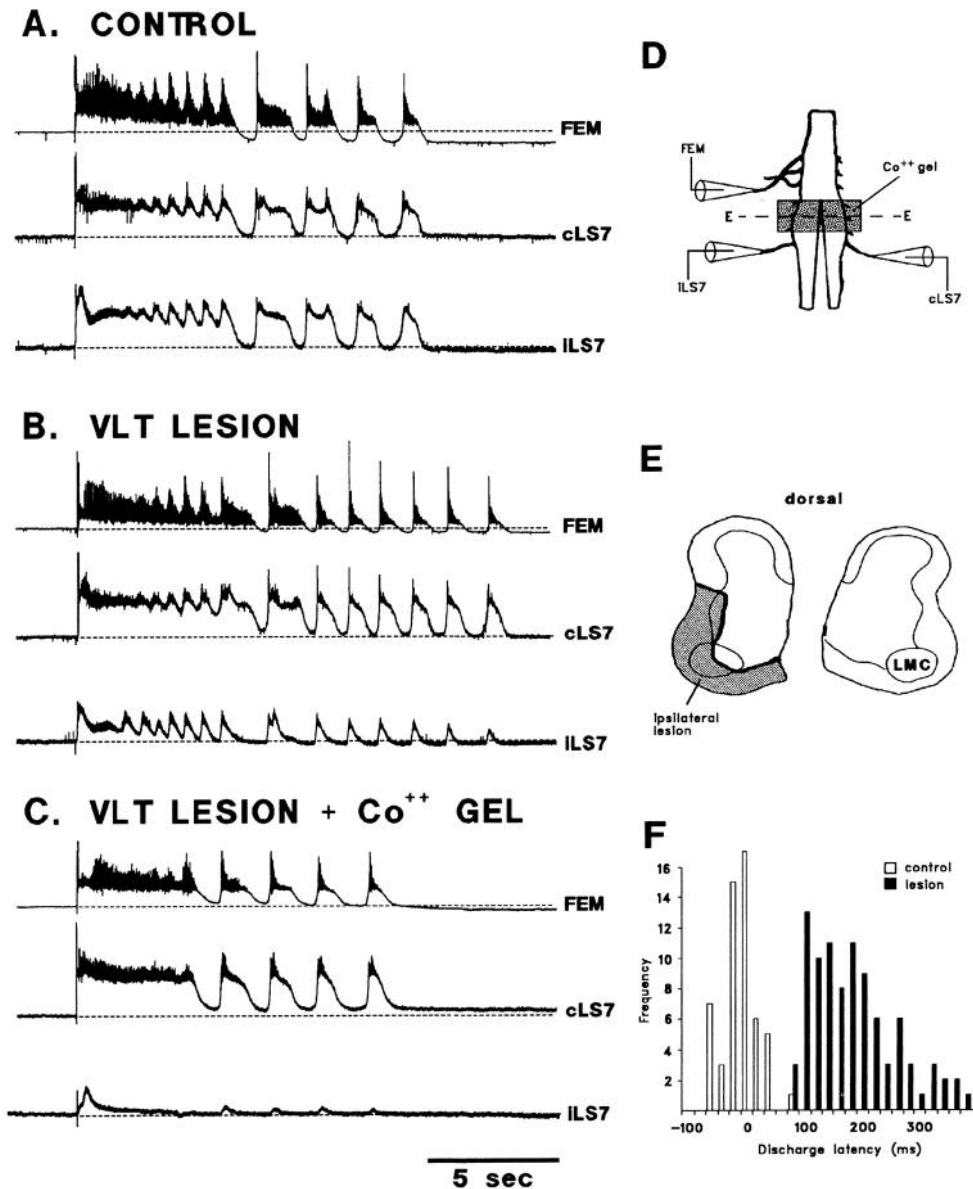 A. CONTROL
FEM
cLS7
iLS7
B. VLT LESION
FEM
cLS7
iLS7
C. VLT LESION + Co++ GEL
FEM
cLS7
iLS7
5 sec
D
FEM
Co++ gel
E E
iLS7
cLS7
E
dorsal
LMC
Ipsilateral
lesion
F
control
lesion
16
14
12
10
8
6
4
2
Frequency
-100 0 100 200 300
Discharge latency (ms)